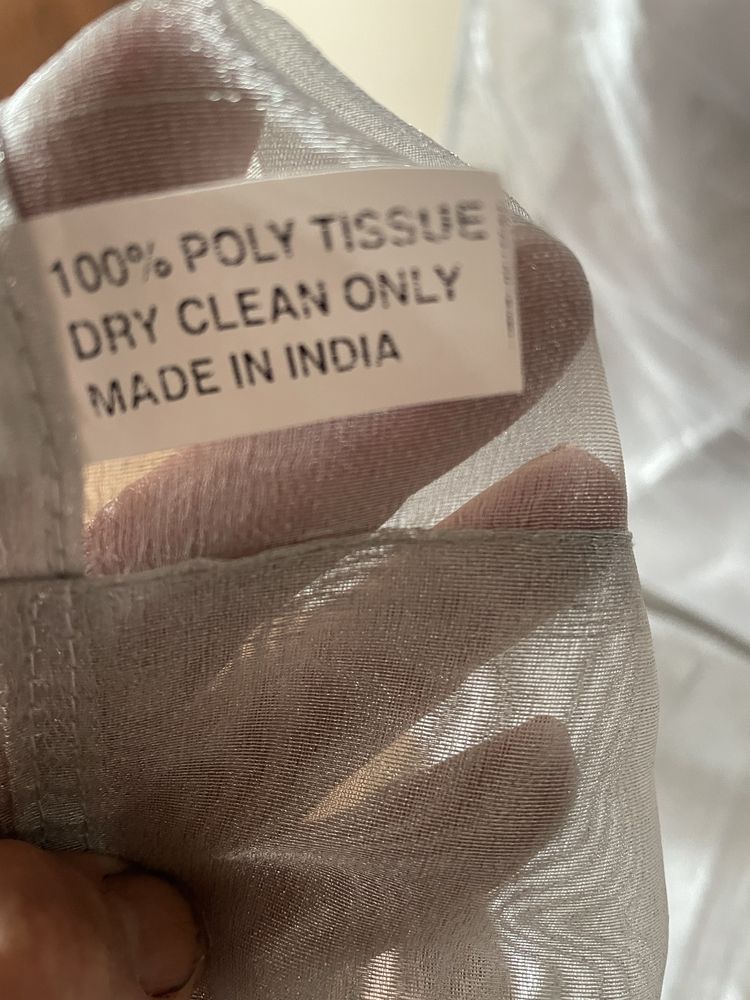 100% POLY TISSUE
DRY CLEAN ONLY
MADE IN INDIA